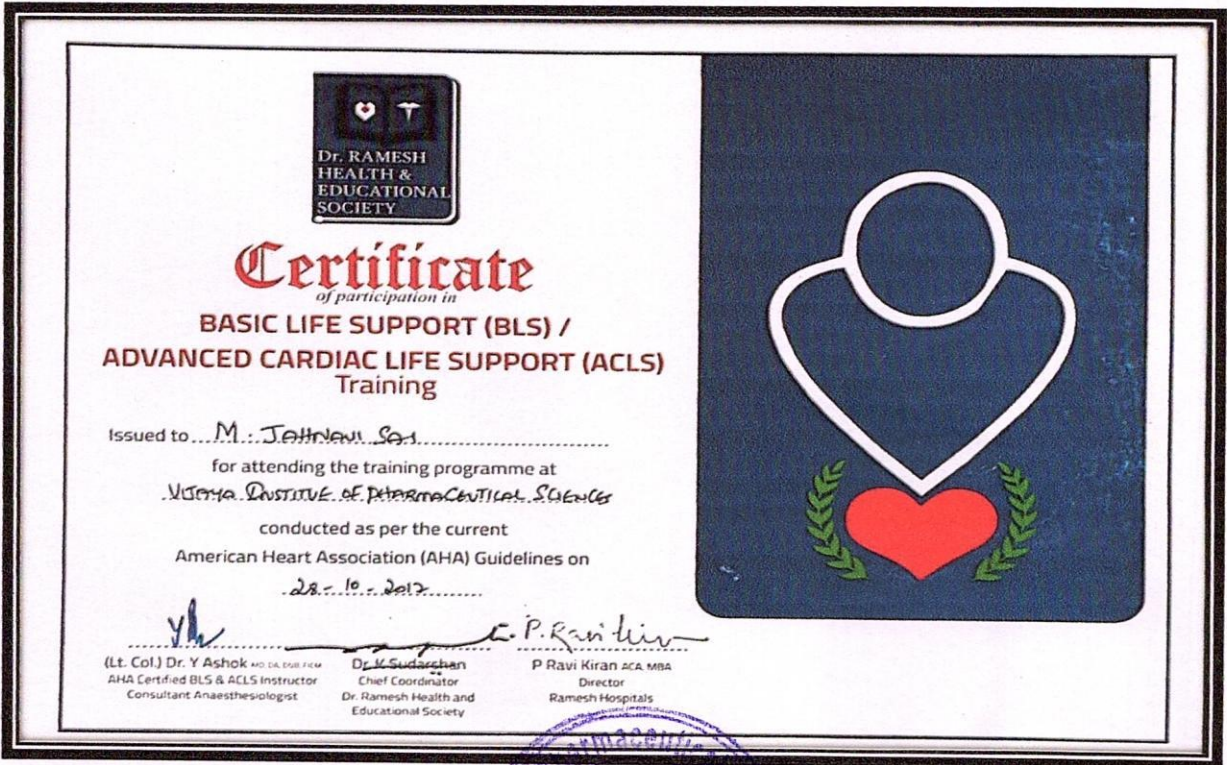 Dr. RAMESH
HEALTH &
EDUCATIONAL
SOCIETY
Certificate
of participation in
BASIC LIFE SUPPORT (BLS) /
ADVANCED CARDIAC LIFE SUPPORT (ACLS)
Training
Issued to M. JAHNAVI SAI
for attending the training programme at
VIJAYA INSTITUE OF PHARMACEUTICAL SCIENCES
conducted as per the current
American Heart Association (AHA) Guidelines on
28-10-2017
P. Ravi Kiran
(Lt. Col.) Dr. Y Ashok Dr. K Sudarshan P Ravi Kiran ACA, MBA
AHA Certified BLS & ACLS Instructor Chief Coordinator Director
Consultant Anaesthesiologist Dr. Ramesh Health and Ramesh Hospitals
Educational Society